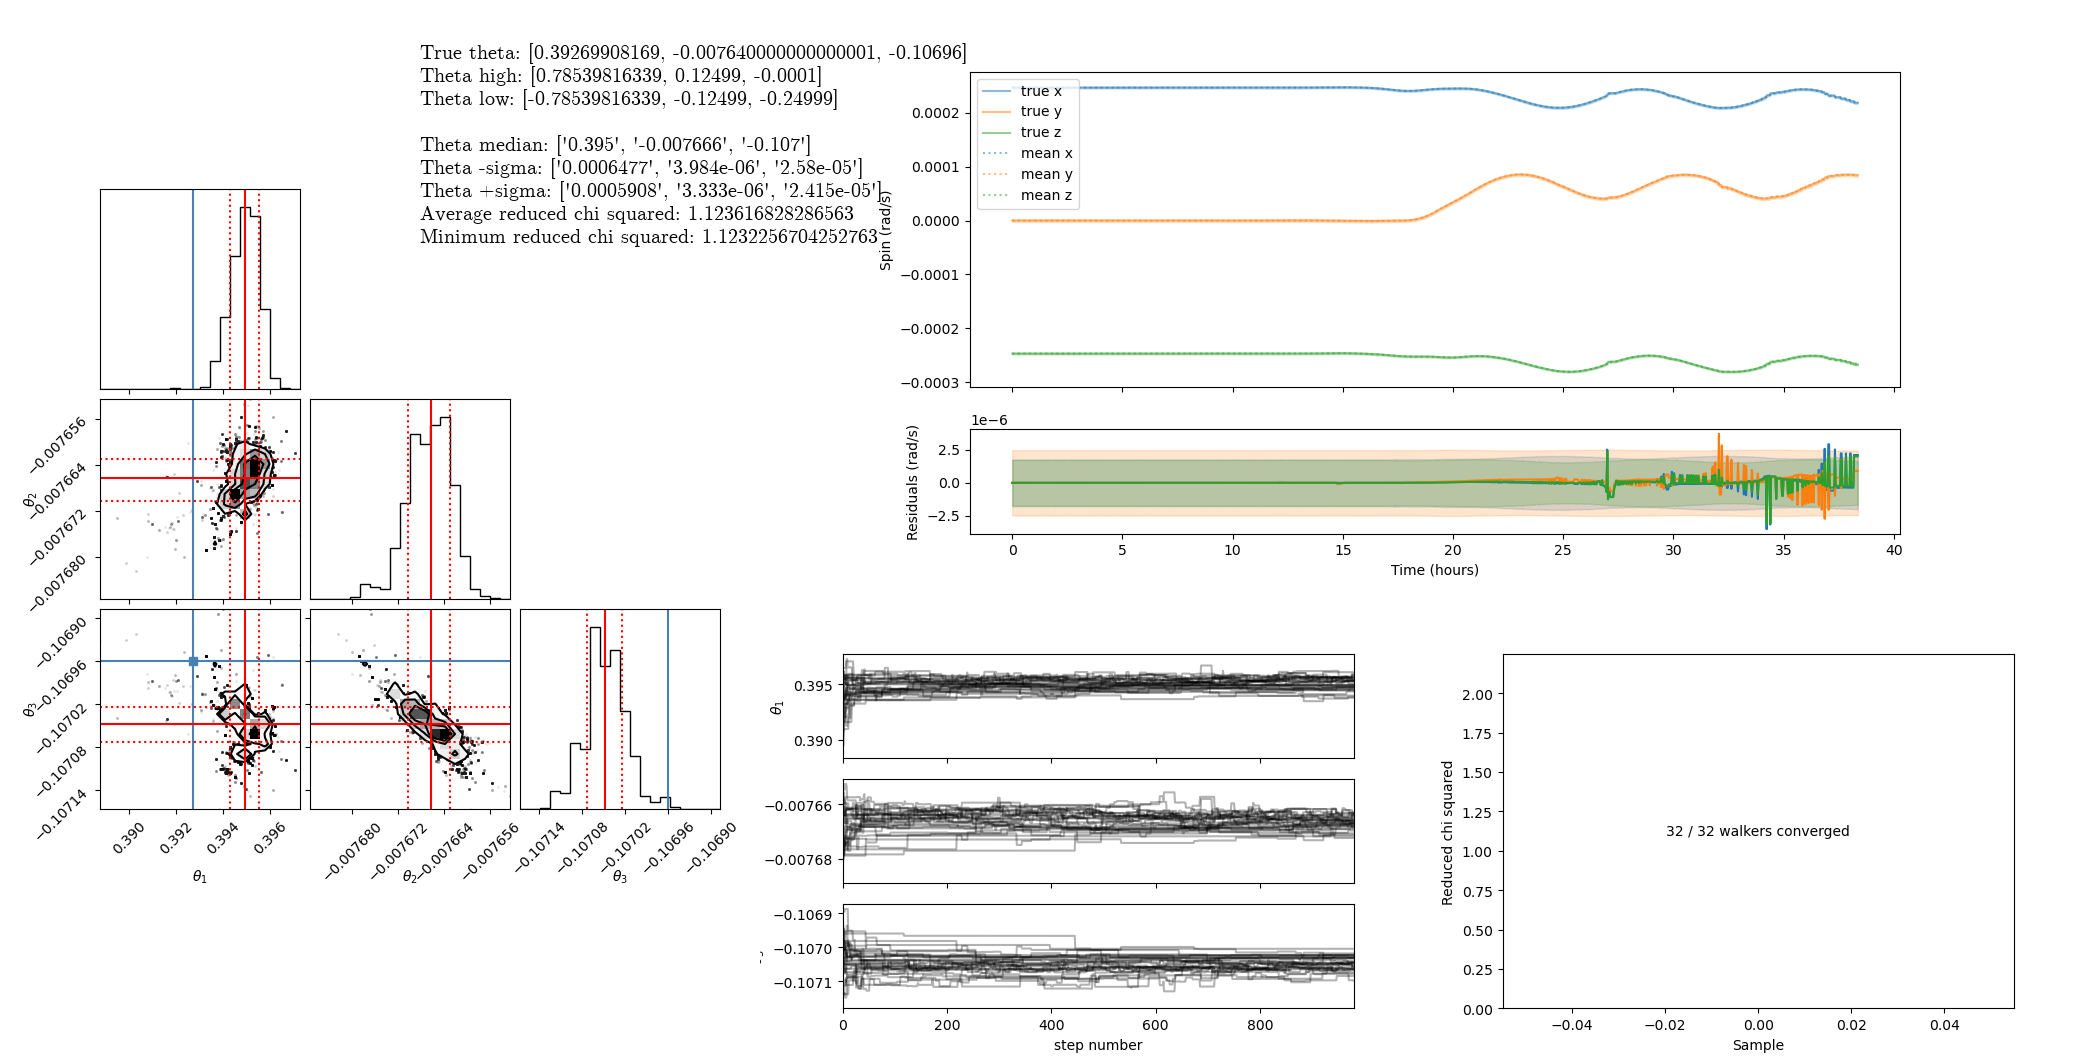 True theta: [0.39269908169, -0.007640000000000001, -0.10696]
Theta high: [0.78539816339, 0.12499, -0.0001]
Theta low: [-0.78539816339, -0.12499, -0.24999]
Theta median: ['0.395', '-0.007666', '-0.107']
Theta -sigma: ['0.0006477', '3.984e-06', '2.58e-05']
Theta +sigma: ['0.0005908', '3.333e-06', '2.415e-05']
Average reduced chi squared: 1.123616828286563
Minimum reduced chi squared: 1.1232256704252763
true x
true y
true z
mean x
mean y
mean z
Spin (rad/s)
0.0002
0.0001
0.0000
−0.0001
−0.0002
−0.0003
1e−6
Residuals (rad/s)
2.5
0.0
−2.5
0
5
10
15
20
25
30
35
40
Time (hours)
θ2
−0.007656
−0.007664
−0.007672
−0.007680
θ3
−0.10690
−0.10696
−0.10702
−0.10708
−0.10714
0.390
0.392
0.394
0.396
θ1
−0.007680
−0.007672
−0.007664
−0.007656
θ2
−0.10714
−0.10708
−0.10702
−0.10696
−0.10690
θ3
θ1
0.395
0.390
−0.00766
−0.00768
−0.1069
−0.1070
−0.1071
0
200
400
600
800
step number
Reduced chi squared
2.00
1.75
1.50
1.25
1.00
0.75
0.50
0.25
0.00
32 / 32 walkers converged
−0.04
−0.02
0.00
0.02
0.04
Sample